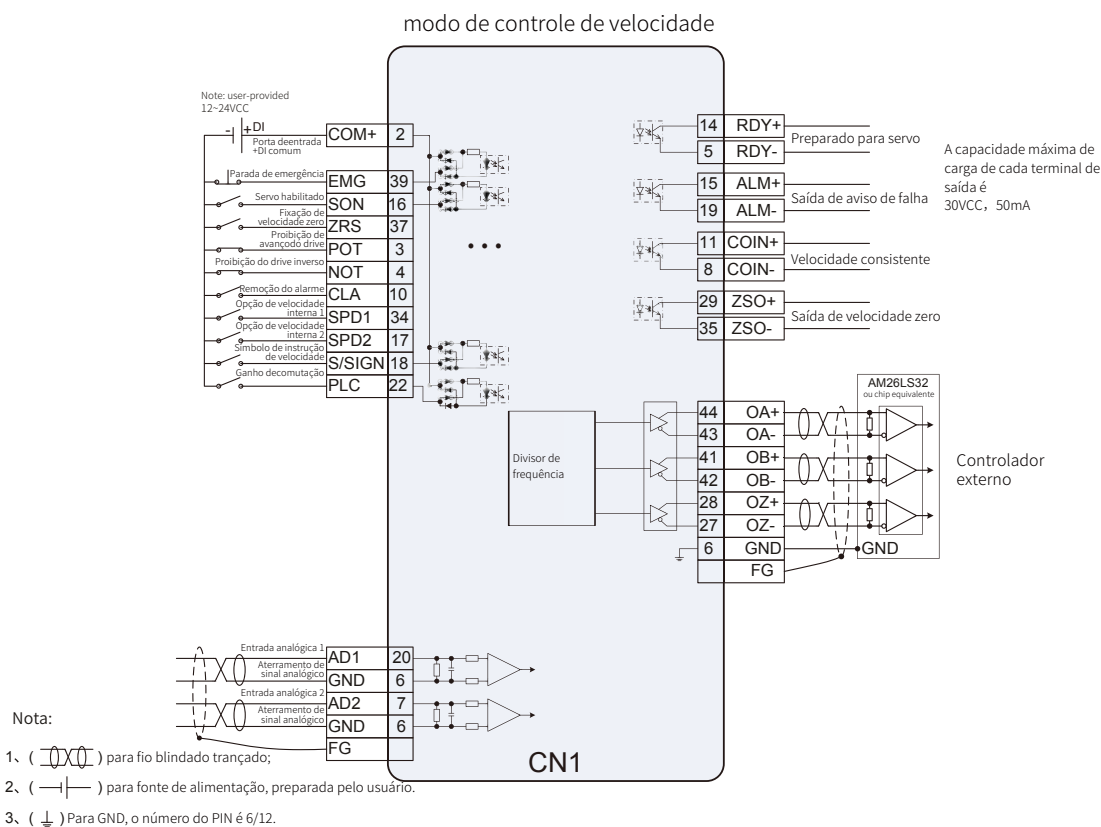 modo de controle de velocidade
Note: user-provided
12~24VCC
- + DI
Porta deentrada
+DI comum
COM+ 2
Parada de emergência EMG 39
Servo habilitado SON 16
Fixação de
velocidade zero ZRS 37
Proibição de
avançodo drive POT 3
Proibição do drive inverso NOT 4
Remoção do alarme CLA 10
Opção de velocidade
interna 1 SPD1 34
Opção de velocidade
interna 2 SPD2 17
Símbolo de instrução
de velocidade S/SIGN 18
Ganho decomutação PLC 22
14 RDY+
Preparado para servo
5 RDY-
15 ALM+
Saída de aviso de falha
19 ALM-
11 COIN+
Velocidade consistente
8 COIN-
29 ZSO+
Saída de velocidade zero
35 ZSO-
A capacidade máxima de
carga de cada terminal de
saída é
30VCC，50mA
Divisor de
frequência
44 OA+
43 OA-
41 OB+
42 OB-
28 OZ+
27 OZ-
6 GND
FG
AM26LS32
ou chip equivalente
GND
Controlador
externo
Entrada analógica 1
AD1 20
Aterramento de
sinal analógico
GND 6
Entrada analógica 2
AD2 7
Aterramento de
sinal analógico
GND 6
FG
CN1
Nota:
1、( ) para fio blindado trançado;
2、( ) para fonte de alimentação, preparada pelo usuário.
3、( ) Para GND, o número do PIN é 6/12.